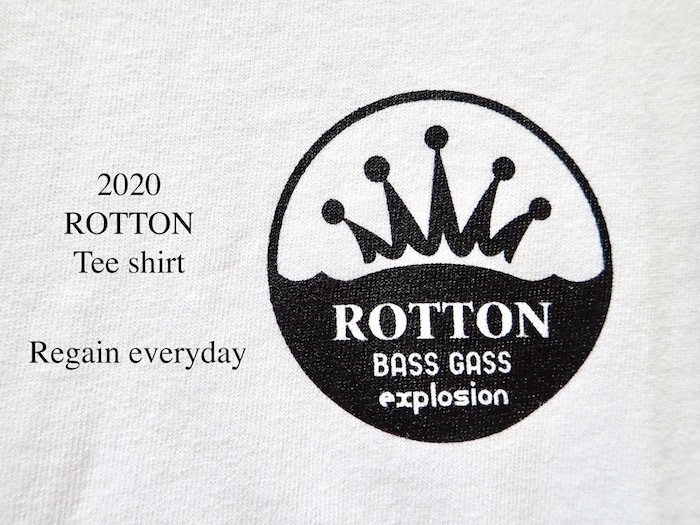 2020
ROTTON
Tee shirt
Regain everyday
ROTTON
BASS GASS
explosion